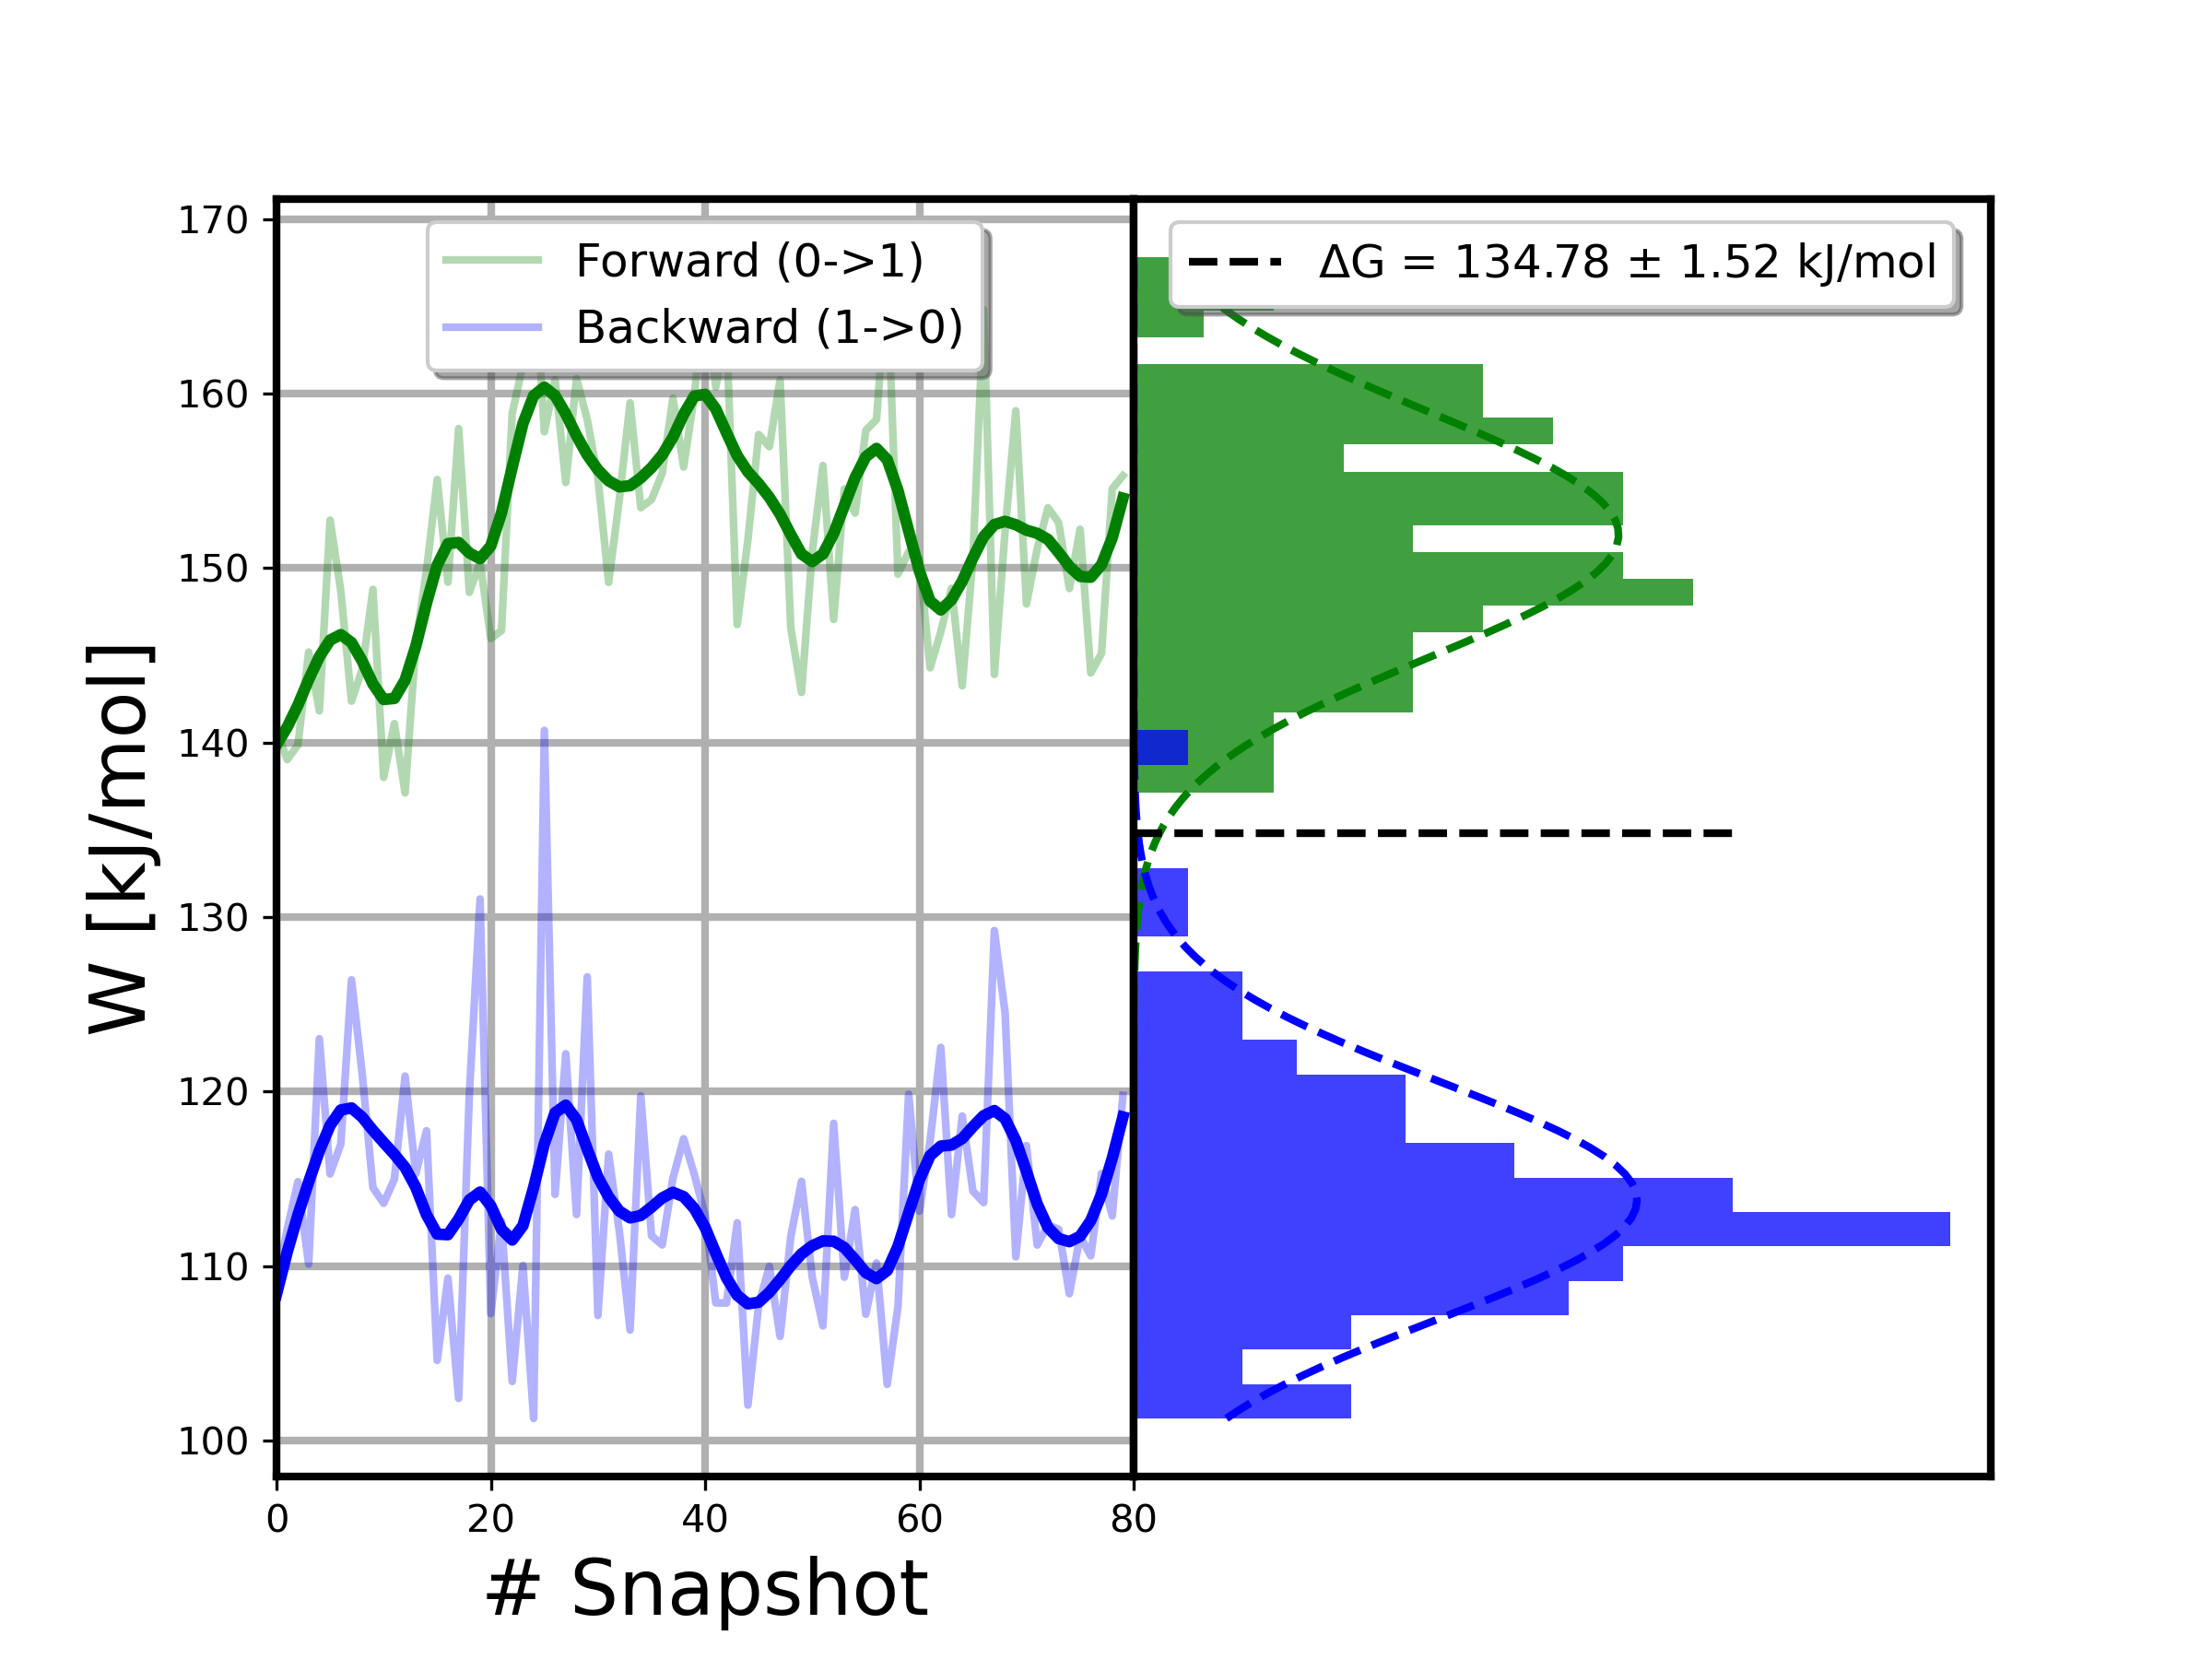 170
160
150
140
130
120
110
100
W [kJ/mol]
Forward (0->1)
Backward (1->0)
ΔG = 134.78 ± 1.52 kJ/mol
0 20 40 60 80
# Snapshot